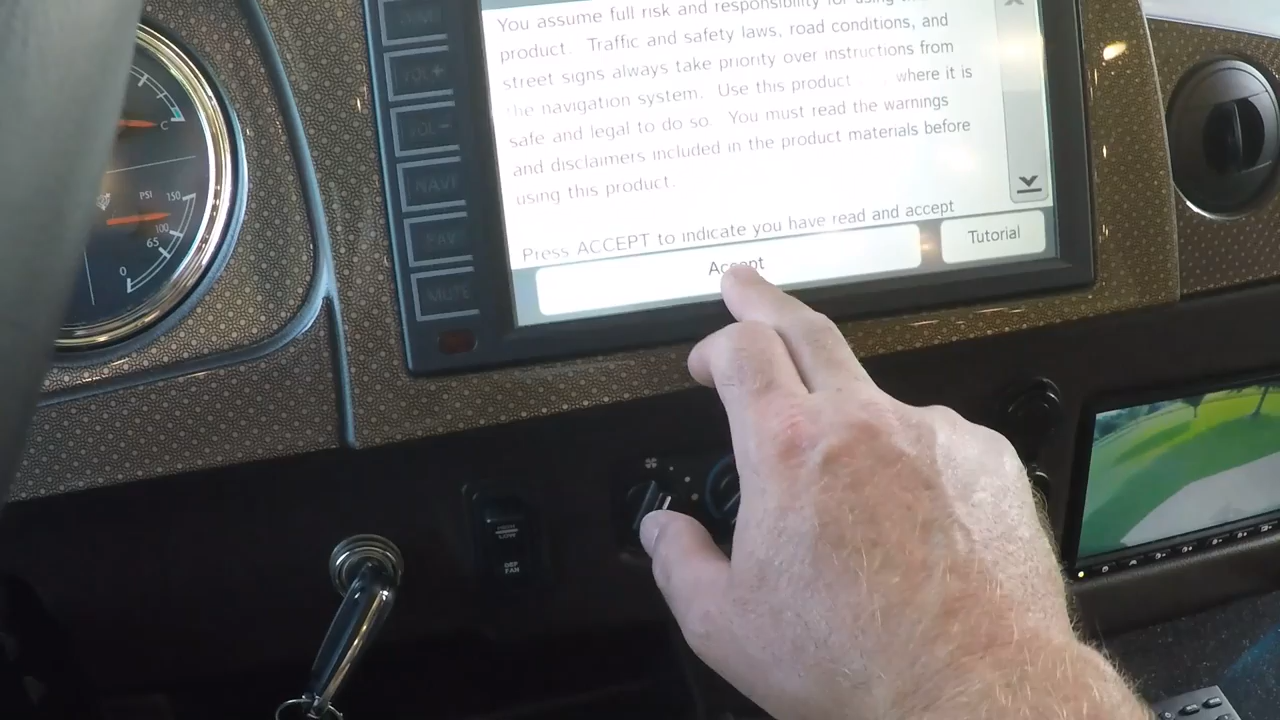 You assume full risk and responsibility for using
product. Traffic and safety laws, road conditions, and
street signs always take priority over instructions from
the navigation system. Use this product where it is
safe and legal to do so. You must read the warnings
and disclaimers included in the product materials before
using this product.
Press ACCEPT to indicate you have read and accept
Accept
Tutorial
VOL+
VOL-
NAVI
FAV
MUTE
C
PSI
150
100
65
0
HIGH
LOW
DEF
FAN